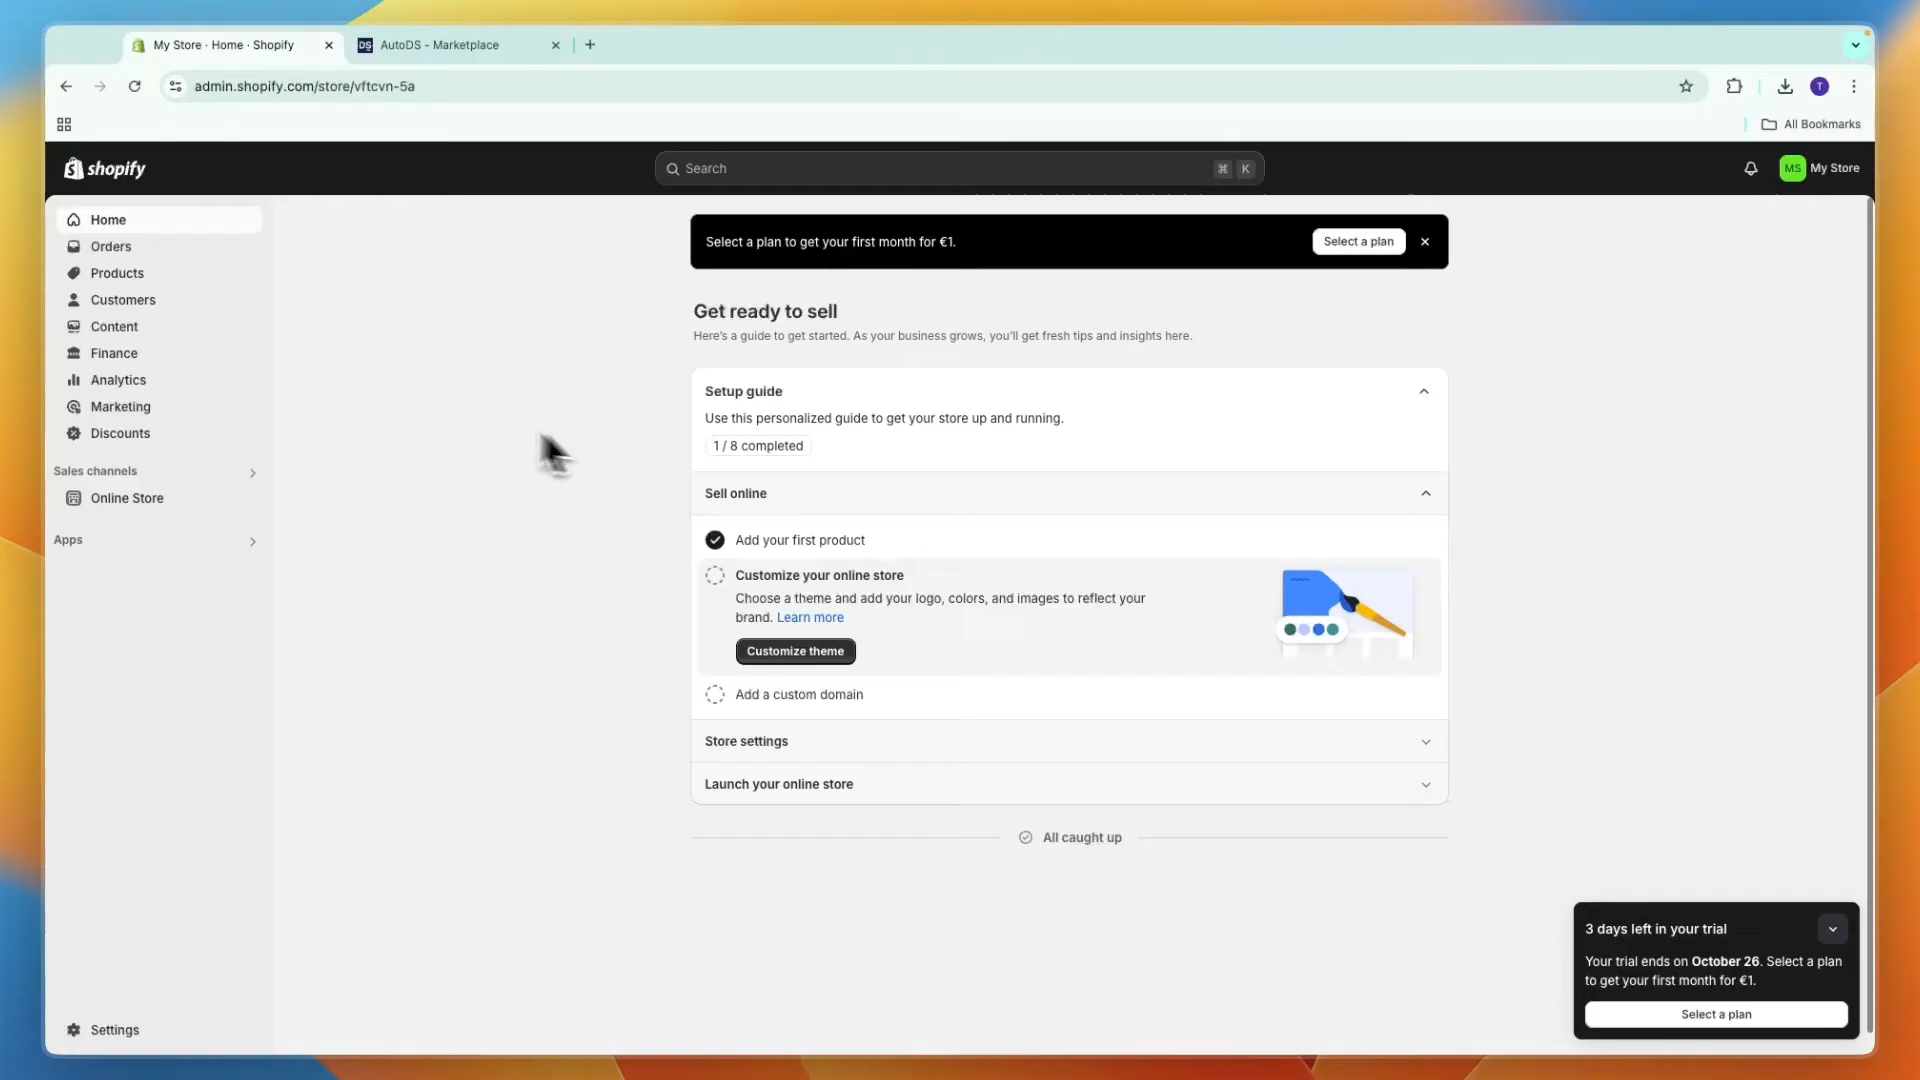 My Store · Home · Shopify
DS
AutoDS - Marketplace
admin.shopify.com/store/vftcvn-5a
T
All Bookmarks
shopify
Search
⌘ K
MS
My Store
Home
Orders
Products
Customers
Content
Finance
Analytics
Marketing
Discounts
Sales channels
Online Store
Apps
Settings
Select a plan to get your first month for €1.
Select a plan
Get ready to sell
Here's a guide to get started. As your business grows, you'll get fresh tips and insights here.
Setup guide
Use this personalized guide to get your store up and running.
1 / 8 completed
Sell online
Add your first product
Customize your online store
Choose a theme and add your logo, colors, and images to reflect your
brand. Learn more
Customize theme
Add a custom domain
Store settings
Launch your online store
All caught up
3 days left in your trial
Your trial ends on October 26. Select a plan
to get your first month for €1.
Select a plan